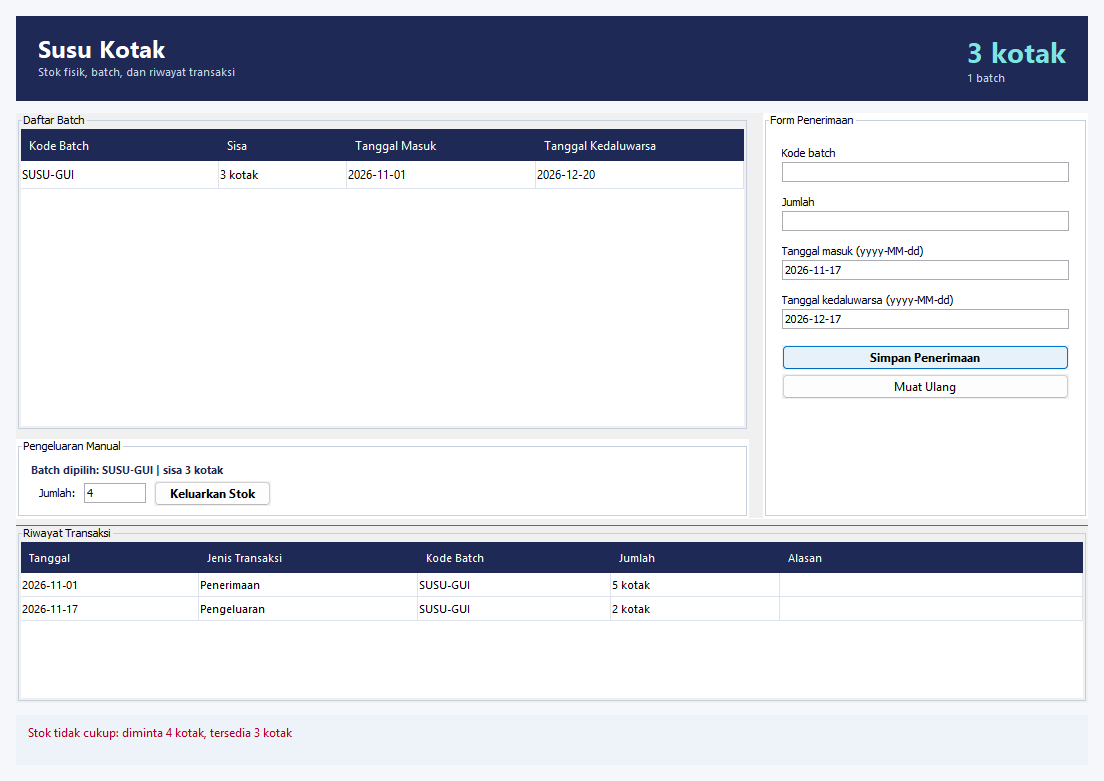 Susu Kotak
Stok fisik, batch, dan riwayat transaksi
3 kotak
1 batch
Daftar Batch
Kode Batch Sisa Tanggal Masuk Tanggal Kedaluwarsa
SUSU-GUI 3 kotak 2026-11-01 2026-12-20
Form Penerimaan
Kode batch
Jumlah
Tanggal masuk (yyyy-MM-dd)
2026-11-17
Tanggal kedaluwarsa (yyyy-MM-dd)
2026-12-17
Simpan Penerimaan
Muat Ulang
Pengeluaran Manual
Batch dipilih: SUSU-GUI | sisa 3 kotak
Jumlah: 4 Keluarkan Stok
Riwayat Transaksi
Tanggal Jenis Transaksi Kode Batch Jumlah Alasan
2026-11-01 Penerimaan SUSU-GUI 5 kotak
2026-11-17 Pengeluaran SUSU-GUI 2 kotak
Stok tidak cukup: diminta 4 kotak, tersedia 3 kotak